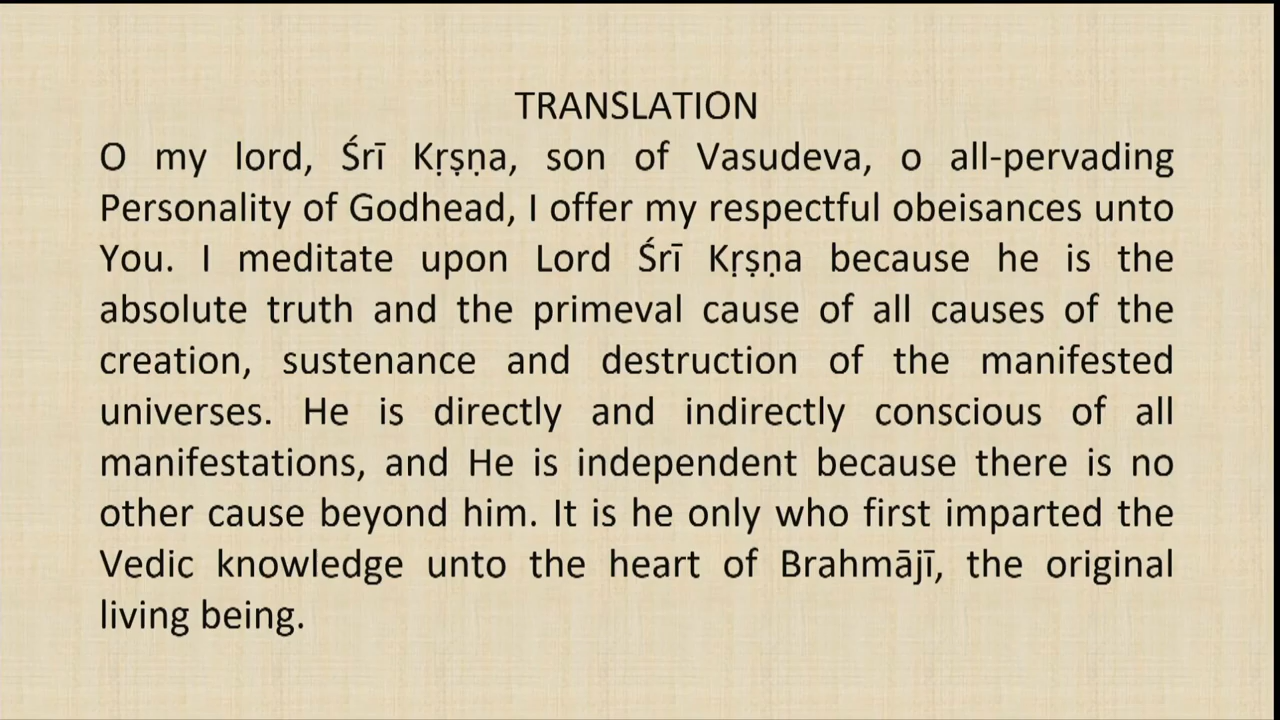 TRANSLATION
O my lord, Śrī Kṛṣṇa, son of Vasudeva, o all-pervading
Personality of Godhead, I offer my respectful obeisances unto
You. I meditate upon Lord Śrī Kṛṣṇa because he is the
absolute truth and the primeval cause of all causes of the
creation, sustenance and destruction of the manifested
universes. He is directly and indirectly conscious of all
manifestations, and He is independent because there is no
other cause beyond him. It is he only who first imparted the
Vedic knowledge unto the heart of Brahmājī, the original
living being.